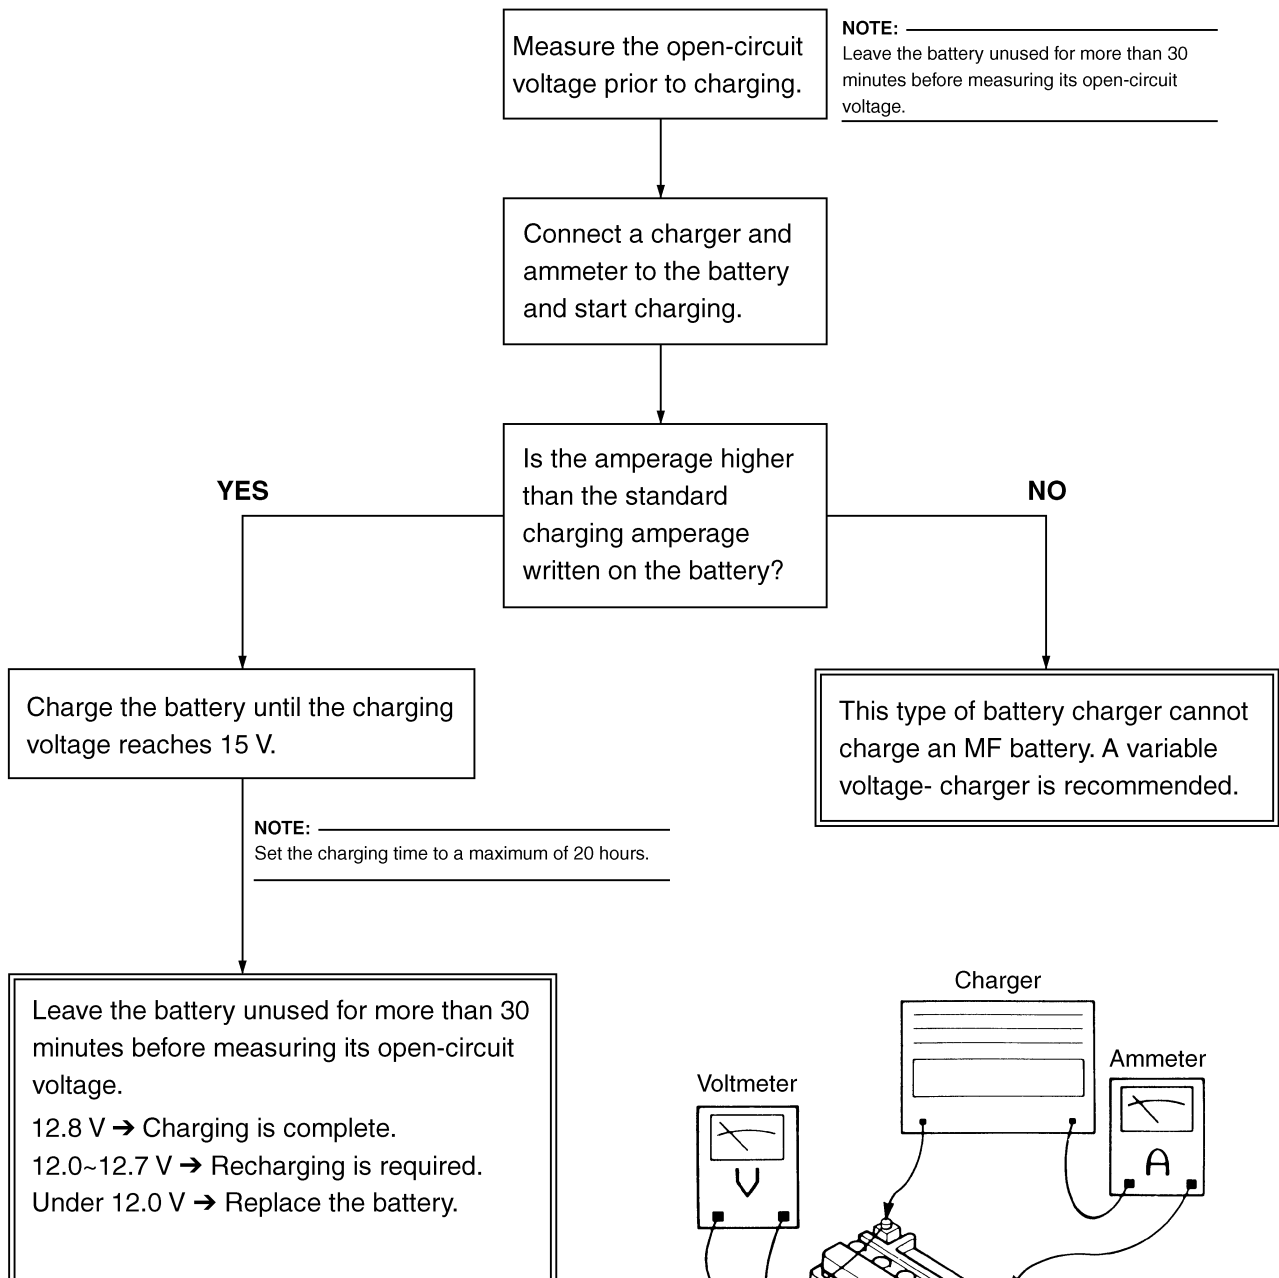 Measure the open-circuit
voltage prior to charging.
NOTE:
Leave the battery unused for more than 30
minutes before measuring its open-circuit
voltage.
Connect a charger and
ammeter to the battery
and start charging.
Is the amperage higher
than the standard
charging amperage
written on the battery?
YES
NO
Charge the battery until the charging
voltage reaches 15 V.
This type of battery charger cannot
charge an MF battery. A variable
voltage- charger is recommended.
NOTE:
Set the charging time to a maximum of 20 hours.
Leave the battery unused for more than 30
minutes before measuring its open-circuit
voltage.
12.8 V ➔ Charging is complete.
12.0~12.7 V ➔ Recharging is required.
Under 12.0 V ➔ Replace the battery.
Charger
Ammeter
Voltmeter
V
A